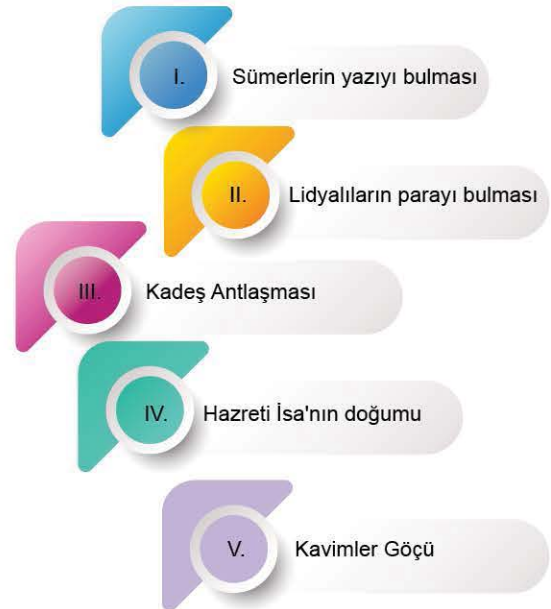 I. Sümerlerin yazıyı bulması
II. Lidyalıların parayı bulması
III. Kadeş Antlaşması
IV. Hazreti İsa'nın doğumu
V. Kavimler Göçü